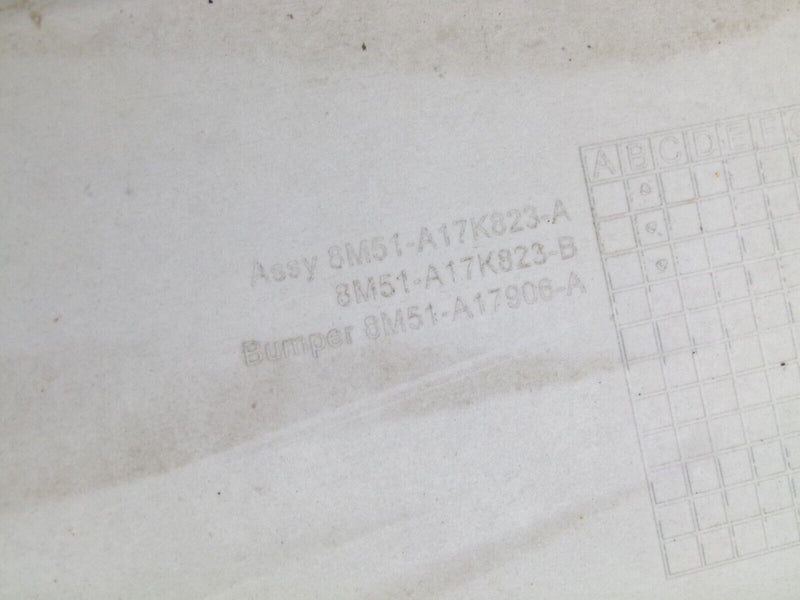 Assy 8M51-A17K823-A
8M51-A17K823-B
Bumper 8M51-A17906-A
A B C D E F